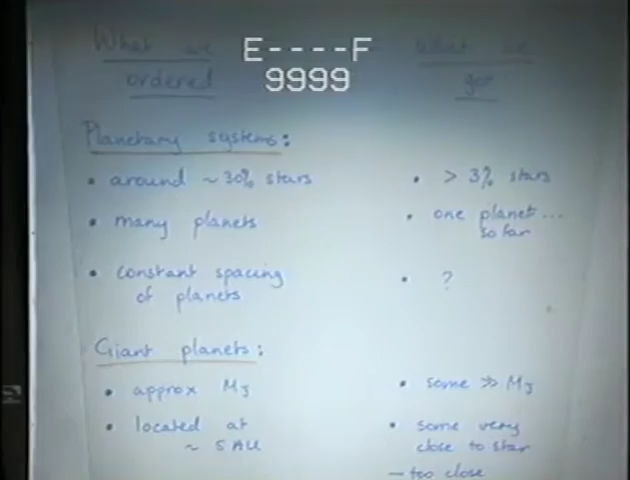 What we
ordered
E----F
9999
What we
got
Planetary systems:
• around ~ 30% stars
• > 3% stars
• many planets
• one planet...
so far
• constant spacing
of planets
• ?
Giant planets:
• approx MJ
• some >> MJ
• located at
~ 5 AU
• some very
close to star
— too close